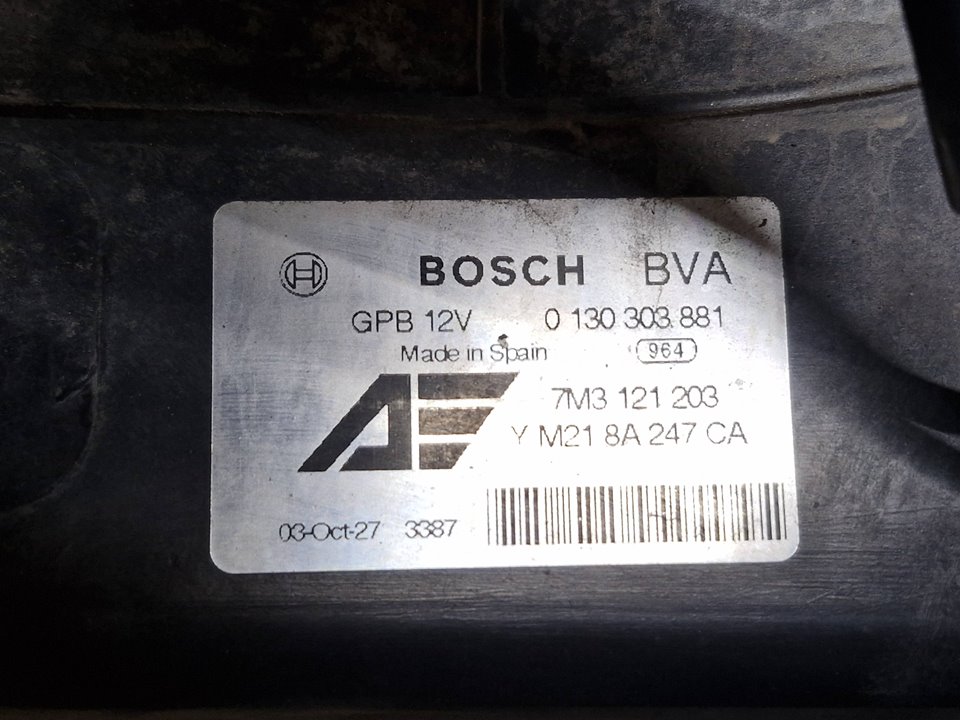 BOSCH BVA
GPB 12V 0 130 303 881
Made in Spain 964
7M3 121 203
YM21 8A 247 CA
03-Oct-27 3387